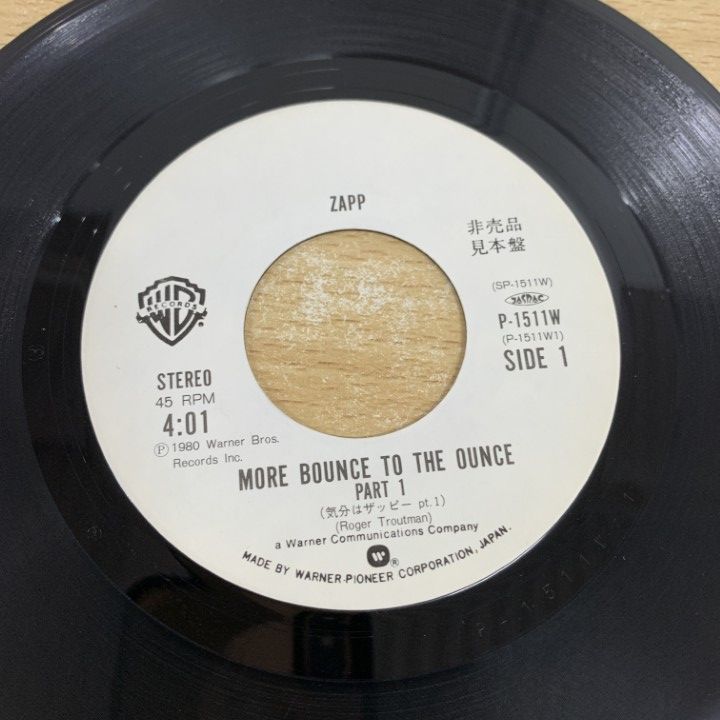 ZAPP
非売品
見本盤
(SP-1511W)
JASRAC
P-1511W
(P-1511W1)
SIDE 1
W
RECORDS
STEREO
45 RPM
4:01
Ⓟ 1980 Warner Bros.
Records Inc.
MORE BOUNCE TO THE OUNCE
PART 1
(気分はザッピー pt.1)
(Roger Troutman)
a Warner Communications Company
®
MADE BY WARNER-PIONEER CORPORATION, JAPAN.